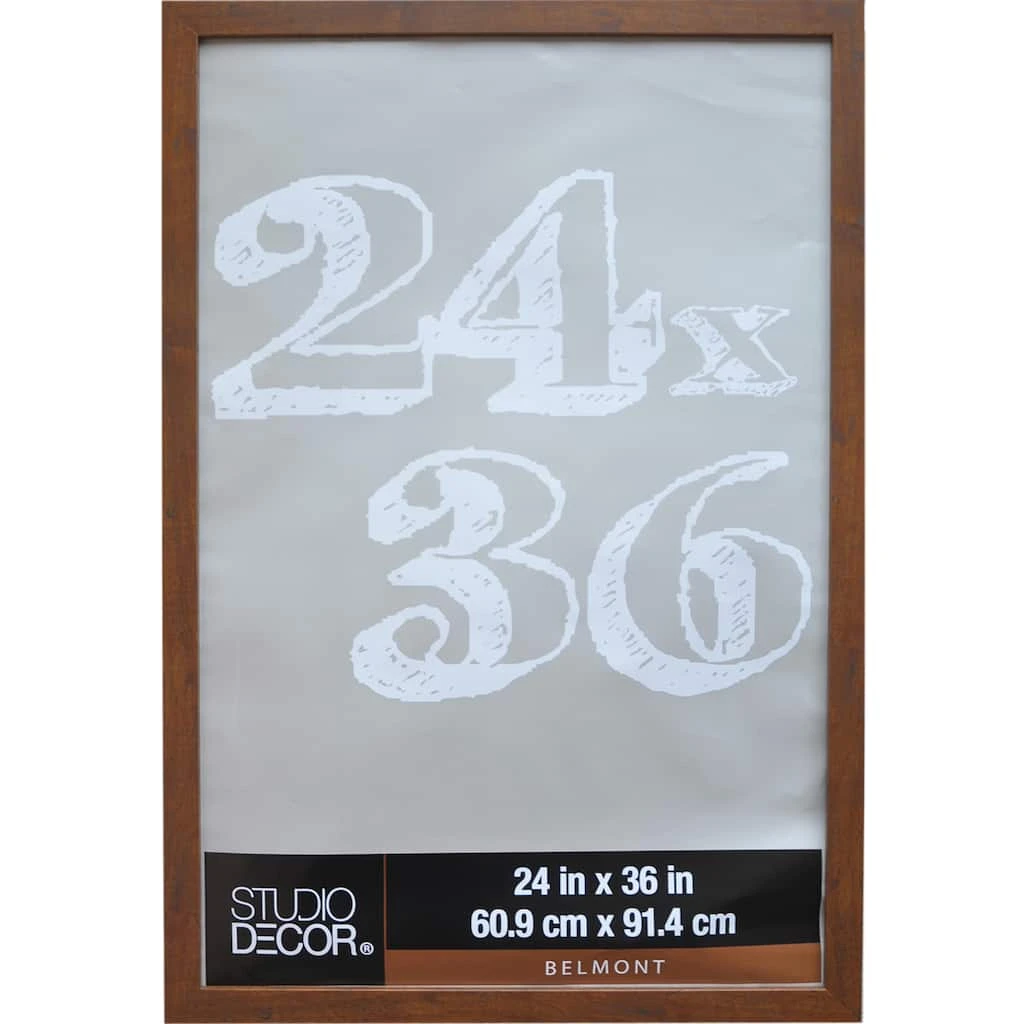 24x
36
STUDIO
DECOR®
24 in x 36 in
60.9 cm x 91.4 cm
BELMONT